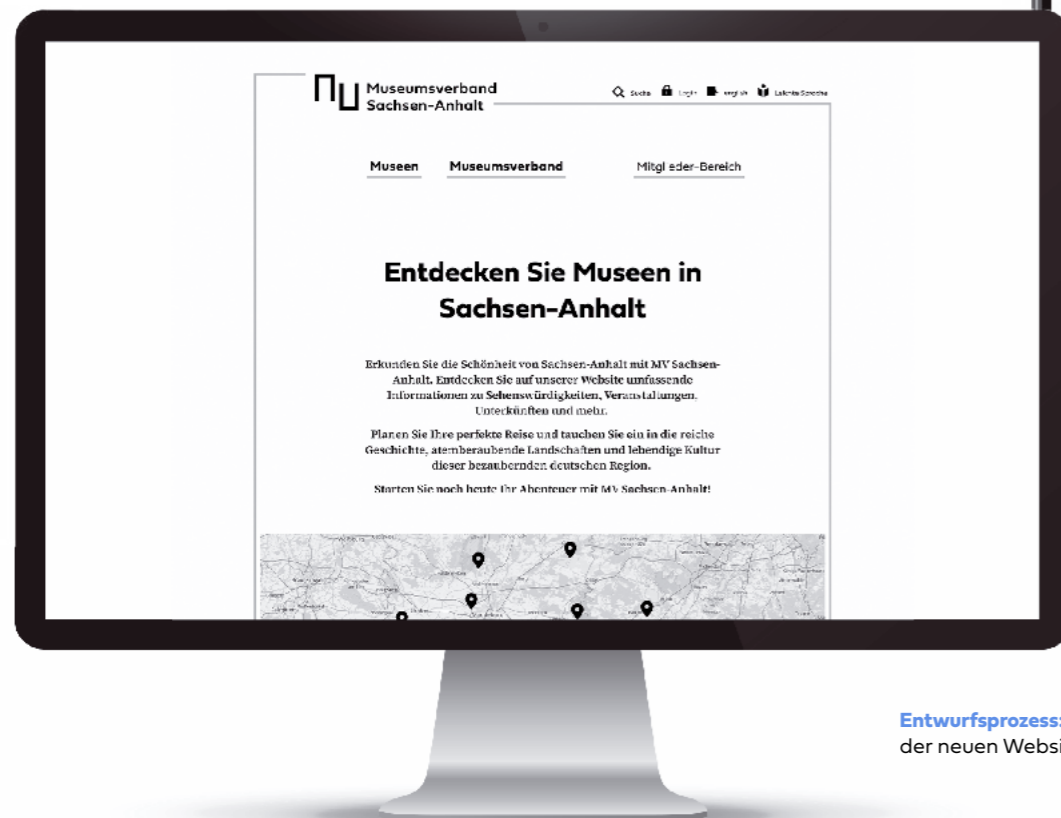 Museumsverband
Sachsen-Anhalt
Suche Login english Leichte Sprache
Museen Museumsverband Mitglieder-Bereich
Entdecken Sie Museen in
Sachsen-Anhalt
Erkunden Sie die Schönheit von Sachsen-Anhalt mit MV Sachsen-
Anhalt. Entdecken Sie auf unserer Website umfassende
Informationen zu Sehenswürdigkeiten, Veranstaltungen,
Unterkünften und mehr.
Planen Sie Ihre perfekte Reise und tauchen Sie ein in die reiche
Geschichte, atemberaubende Landschaften und lebendige Kultur
dieser bezaubernden deutschen Region.
Starten Sie noch heute Ihr Abenteuer mit MV Sachsen-Anhalt!
Entwurfsprozess:
der neuen Websi